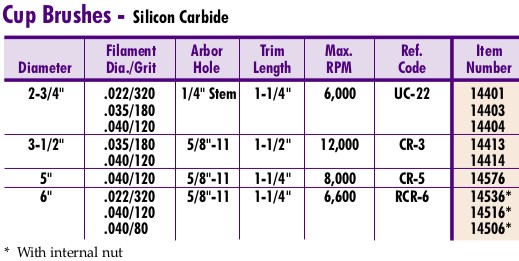 Cup Brushes - Silicon Carbide
Diameter Filament Dia./Grit Arbor Hole Trim Length Max. RPM Ref. Code Item Number
2-3/4" .022/320 1/4" Stem 1-1/4" 6,000 UC-22 14401
.035/180 14403
.040/120 14404
3-1/2" .035/180 5/8"-11 1-1/2" 12,000 CR-3 14413
.040/120 14414
5" .040/120 5/8"-11 1-1/4" 8,000 CR-5 14576
6" .022/320 5/8"-11 1-1/4" 6,600 RCR-6 14536*
.040/120 14516*
.040/80 14506*
* With internal nut